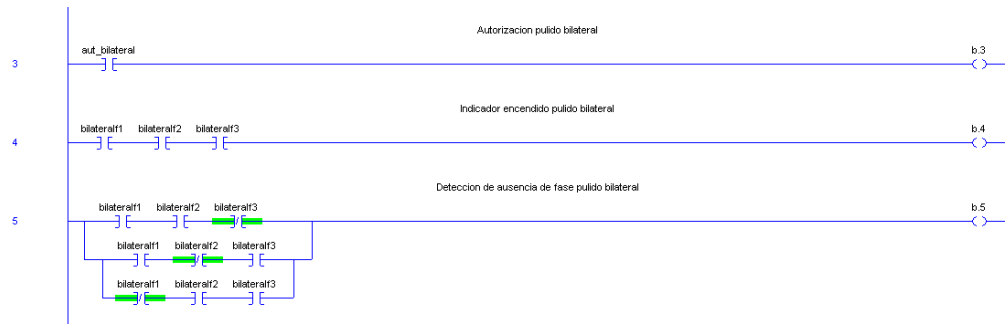 Autorizacion pulido bilateral
aut_bilateral b.3
3
Indicador encendido pulido bilateral
bilateralf1 bilateralf2 bilateralf3 b.4
4
Deteccion de ausencia de fase pulido bilateral
bilateralf1 bilateralf2 bilateralf3 b.5
5
bilateralf1 bilateralf2 bilateralf3
bilateralf1 bilateralf2 bilateralf3